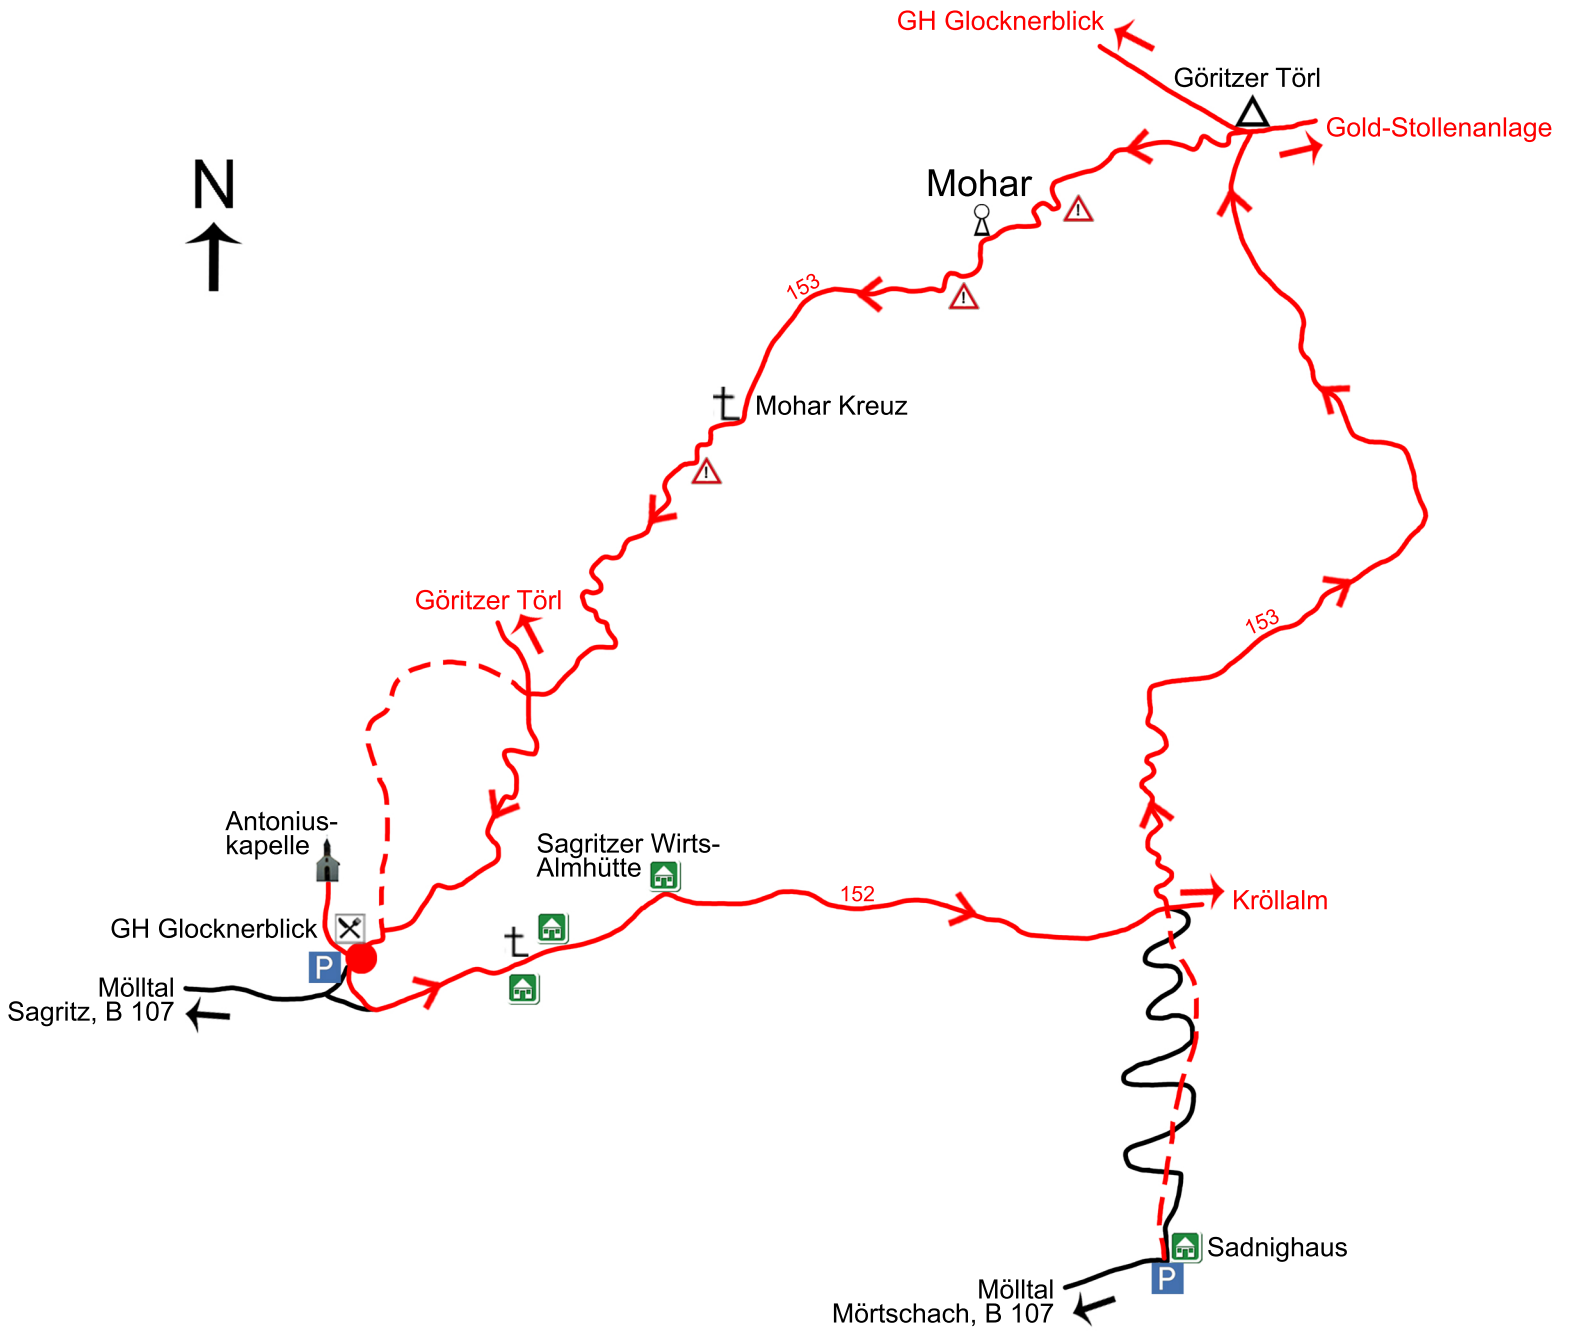 GH Glocknerblick
Göritzer Törl
Gold-Stollenanlage
N
Mohar
!
!
153
Mohar Kreuz
!
Göritzer Törl
153
Antonius-
kapelle
Sagritzer Wirts-
Almhütte
152
Kröllalm
GH Glocknerblick
P
Mölltal
Sagritz, B 107
Sadnighaus
P
Mölltal
Mörtschach, B 107